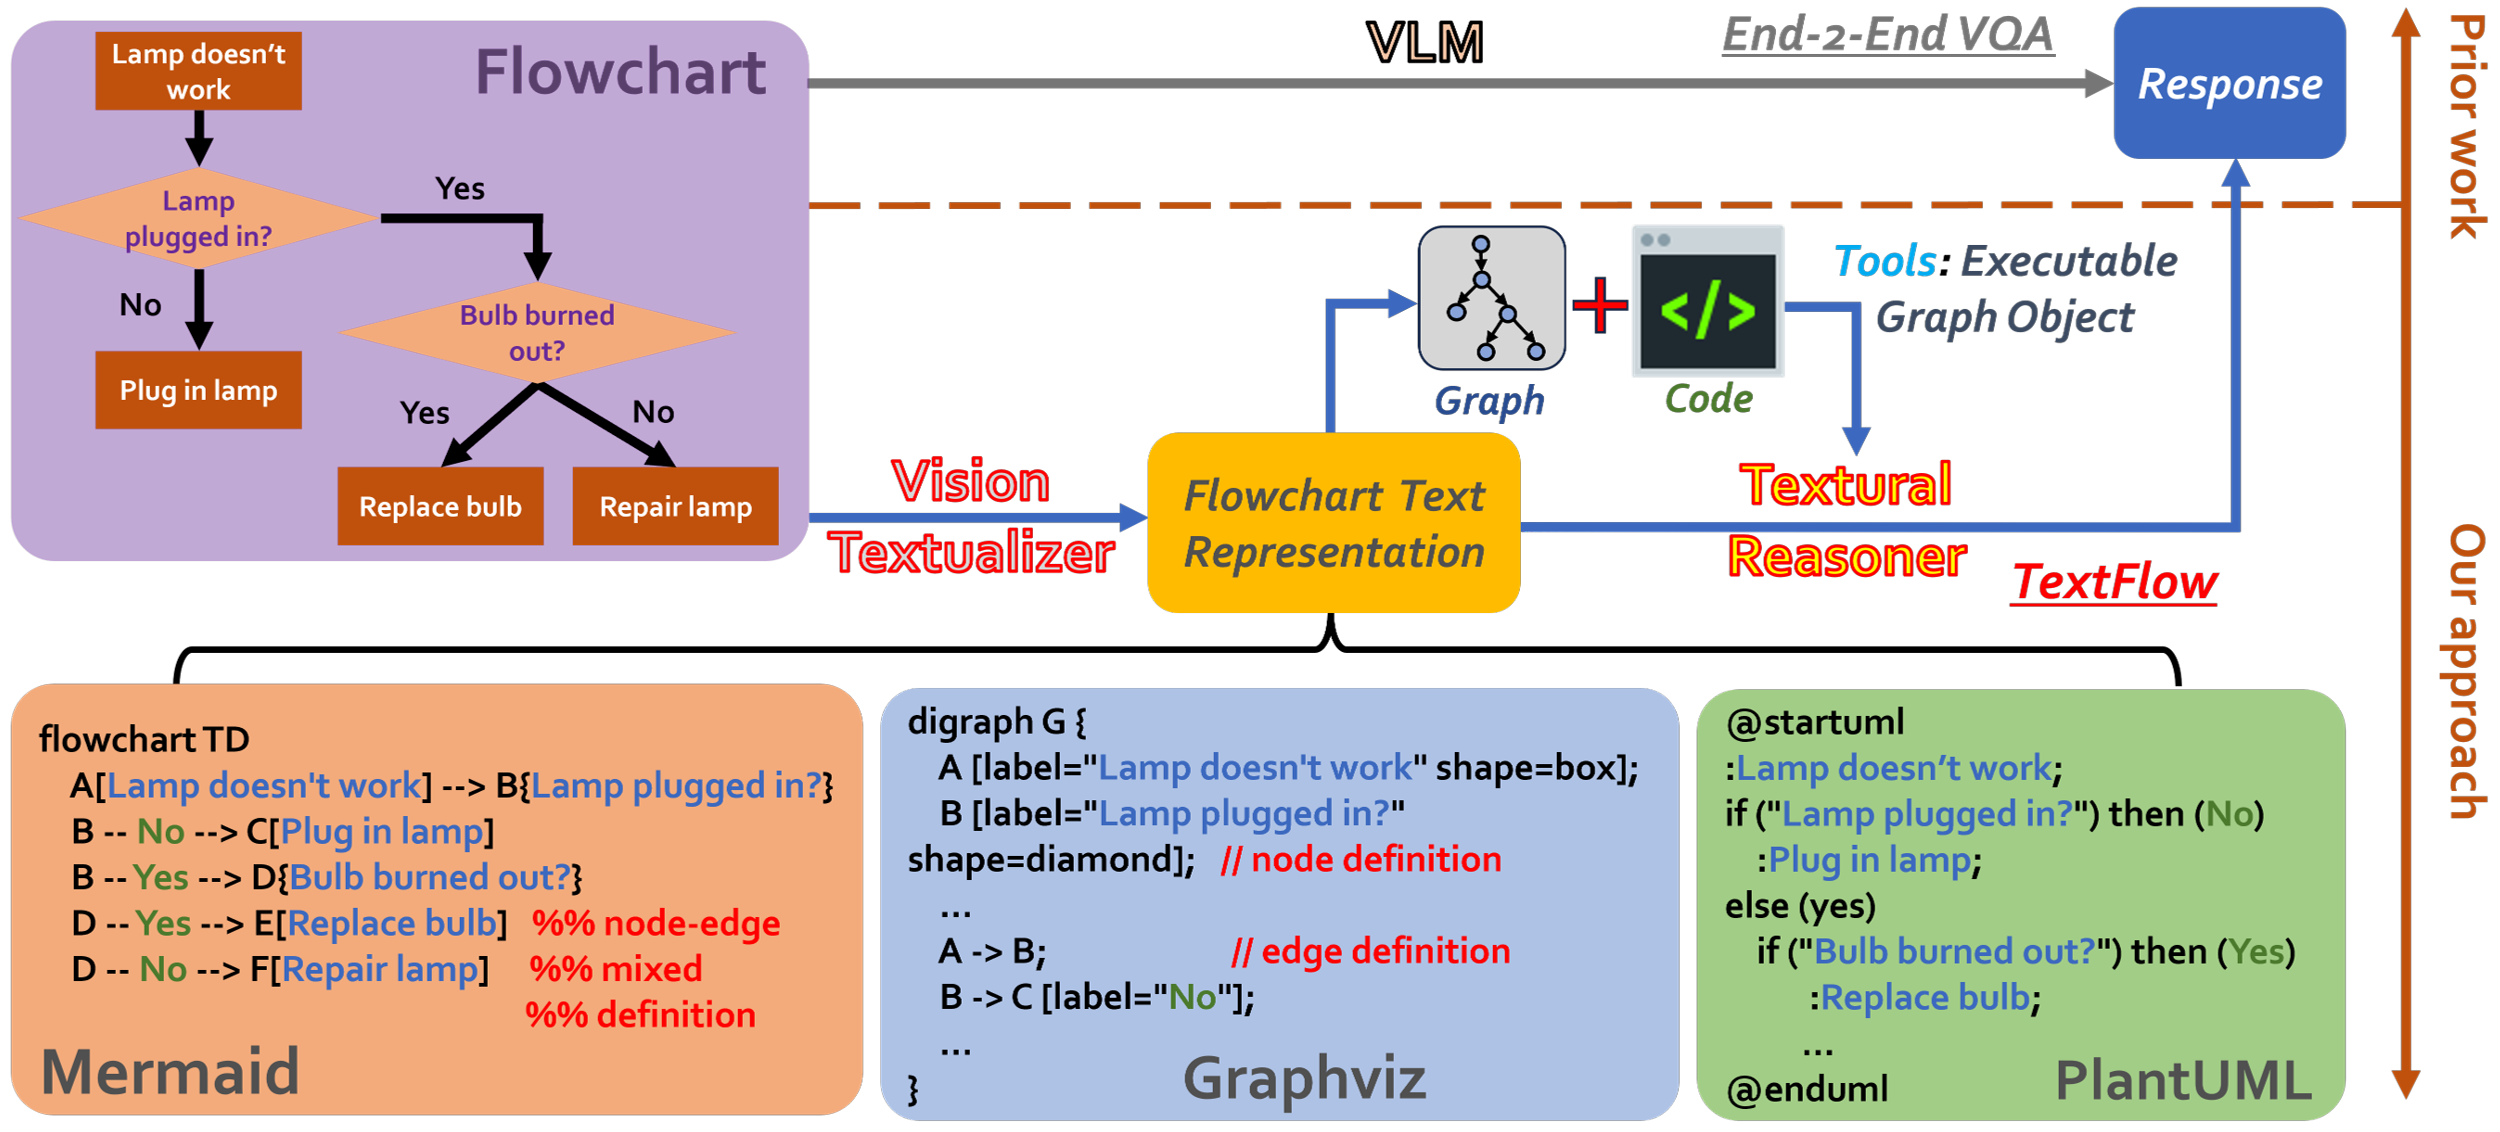 Flowchart
Lamp doesn't
work
Lamp
plugged in?
Yes
No
Bulb burned
out?
Plug in lamp
Yes
No
Replace bulb
Repair lamp
VLM
End-2-End VQA
Response
Prior work
Tools: Executable
Graph Object
</>
Graph
Code
Vision
Textualizer
Flowchart Text
Representation
Textural
Reasoner
TextFlow
Our approach
flowchart TD
A[Lamp doesn't work] --> B{Lamp plugged in?}
B -- No --> C[Plug in lamp]
B -- Yes --> D{Bulb burned out?}
D -- Yes --> E[Replace bulb] %% node-edge
D -- No --> F[Repair lamp] %% mixed
%% definition
Mermaid
digraph G {
A [label="Lamp doesn't work" shape=box];
B [label="Lamp plugged in?"
shape=diamond]; // node definition
...
A -> B; // edge definition
B -> C [label="No"];
...
}
Graphviz
@startuml
:Lamp doesn't work;
if ("Lamp plugged in?") then (No)
:Plug in lamp;
else (yes)
if ("Bulb burned out?") then (Yes)
:Replace bulb;
...
@enduml
PlantUML